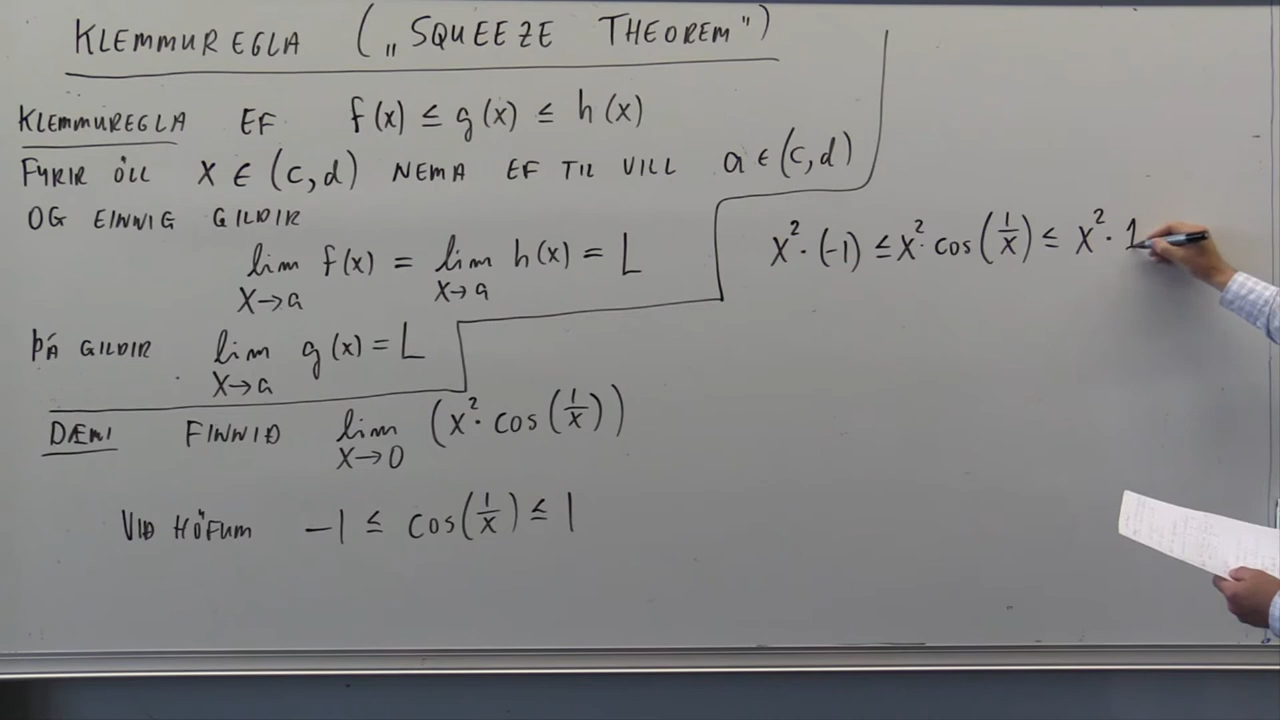 KLEMMUREGLA („SQUEEZE THEOREM")
KLEMMUREGLA EF f(x) ≤ g(x) ≤ h(x)
FYRIR ÖLL x ∈ (c,d) NEMA EF TIL VILL a ∈ (c,d)
OG EINNIG GILDIR
lim f(x) = lim h(x) = L
x→a x→a
ÞÁ GILDIR lim g(x) = L
x→a
DÆMI FINNIÐ lim (x²· cos(1/x))
x→0
VIÐ HÖFUM -1 ≤ cos(1/x) ≤ 1
x²·(-1) ≤ x²· cos(1/x) ≤ x²· 1